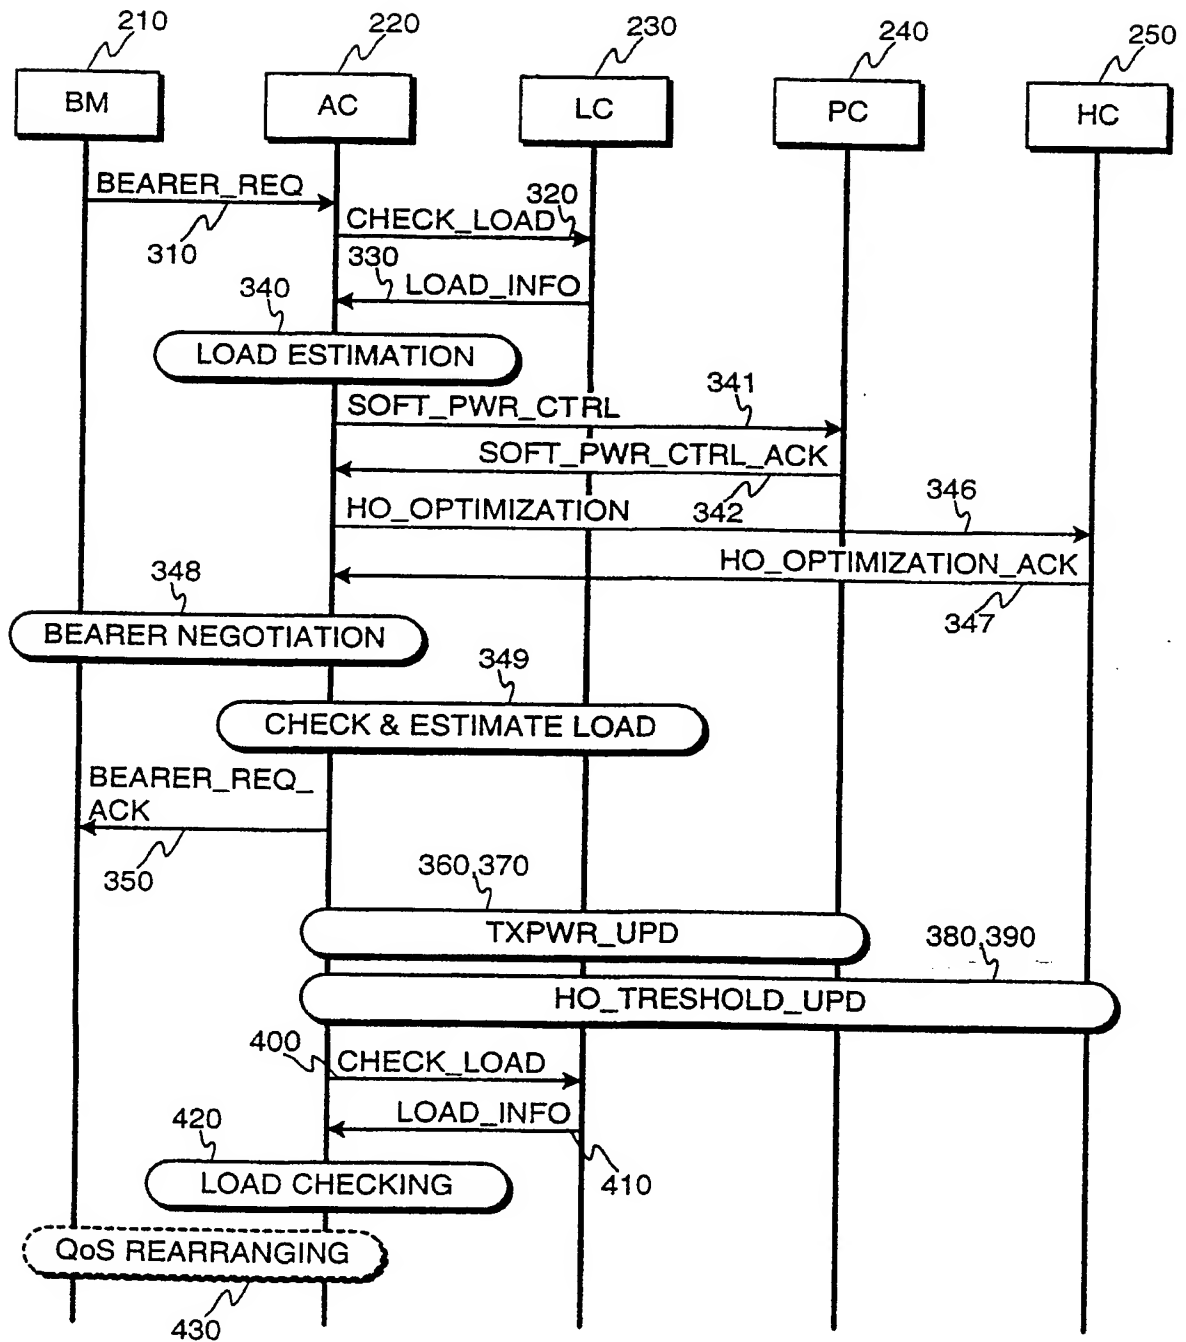 210
220
230
240
250
BM
AC
LC
PC
HC
BEARER_REQ
310
CHECK_LOAD
320
330
LOAD_INFO
340
LOAD ESTIMATION
SOFT_PWR_CTRL
341
SOFT_PWR_CTRL_ACK
342
HO_OPTIMIZATION
346
HO_OPTIMIZATION_ACK
347
348
BEARER NEGOTIATION
349
CHECK & ESTIMATE LOAD
BEARER_REQ_
ACK
350
360,370
TXPWR_UPD
380,390
HO_TRESHOLD_UPD
400
CHECK_LOAD
LOAD_INFO
410
420
LOAD CHECKING
QoS REARRANGING
430